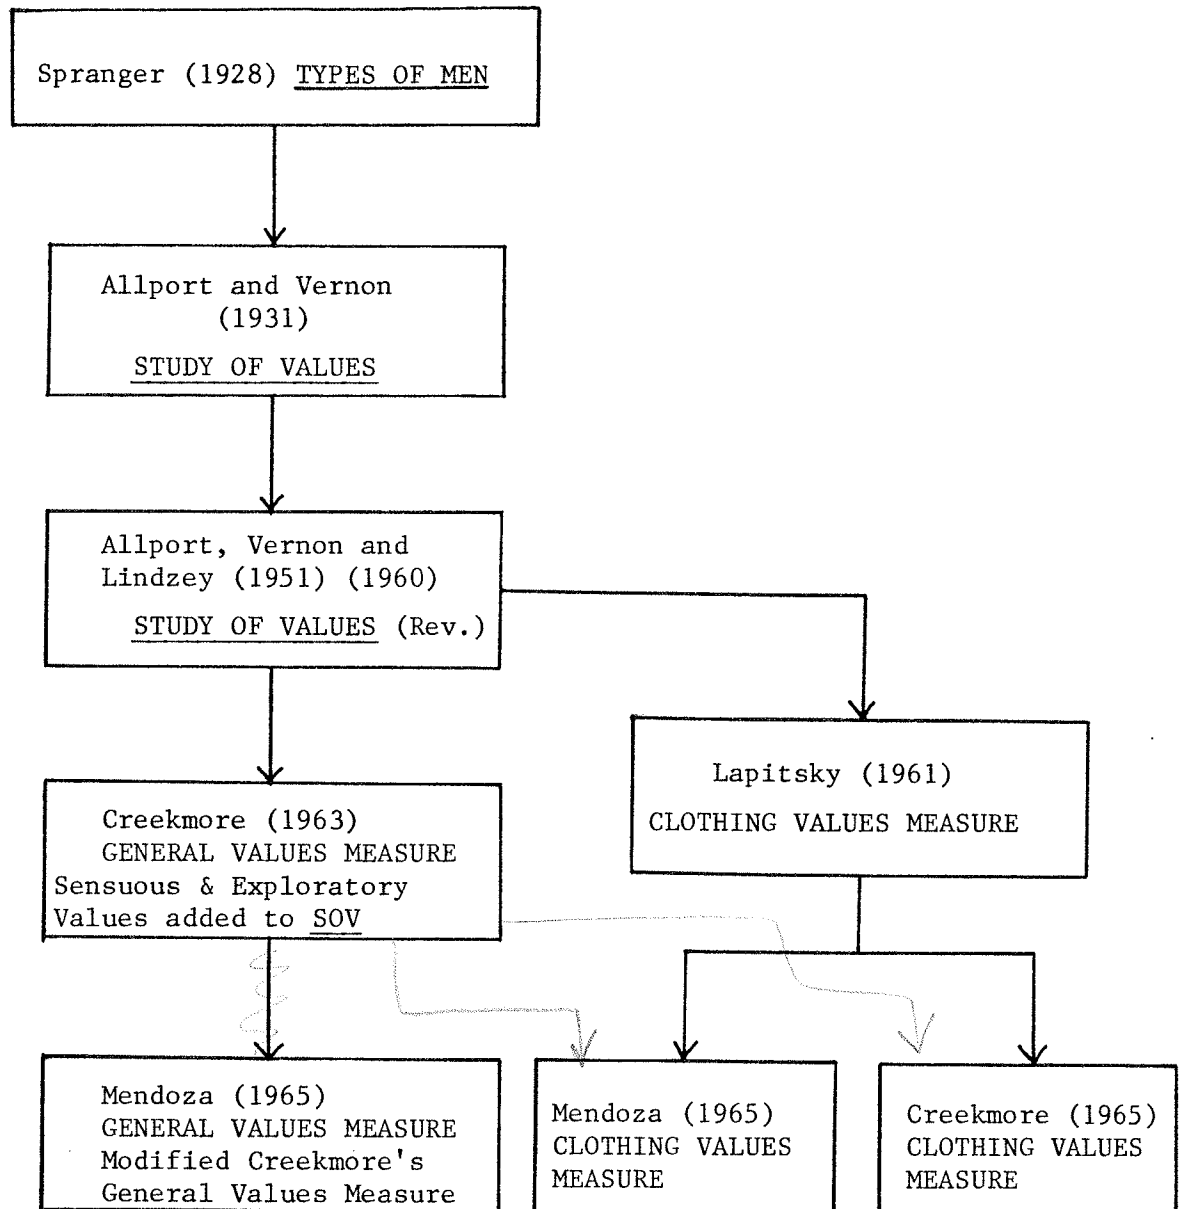 Spranger (1928) TYPES OF MEN
Allport and Vernon
(1931)
STUDY OF VALUES
Allport, Vernon and
Lindzey (1951) (1960)
STUDY OF VALUES (Rev.)
Lapitsky (1961)
CLOTHING VALUES MEASURE
Creekmore (1963)
GENERAL VALUES MEASURE
Sensuous & Exploratory
Values added to SOV
Mendoza (1965)
GENERAL VALUES MEASURE
Modified Creekmore's
General Values Measure
Mendoza (1965)
CLOTHING VALUES
MEASURE
Creekmore (1965)
CLOTHING VALUES
MEASURE